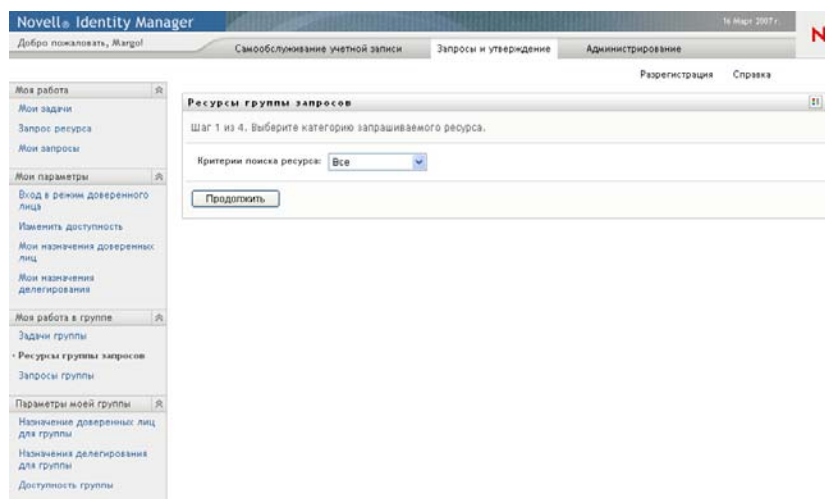 Novell® Identity Manager
16 Март 2007 г.
Добро пожаловать, Margo!
Самообслуживание учетной записи
Запросы и утверждение
Администрирование
N
Разрегистрация
Справка
Моя работа
Мои задачи
Запрос ресурса
Мои запросы
Мои параметры
Вход в режим доверенного
лица
Изменить доступность
Мои назначения доверенных
лиц
Мои назначения
делегирования
Моя работа в группе
Задачи группы
Ресурсы группы запросов
Запросы группы
Параметры моей группы
Назначение доверенных лиц
для группы
Назначения делегирования
для группы
Доступность группы
Ресурсы группы запросов
Шаг 1 из 4. Выберите категорию запрашиваемого ресурса.
Критерии поиска ресурса: Все
Продолжить